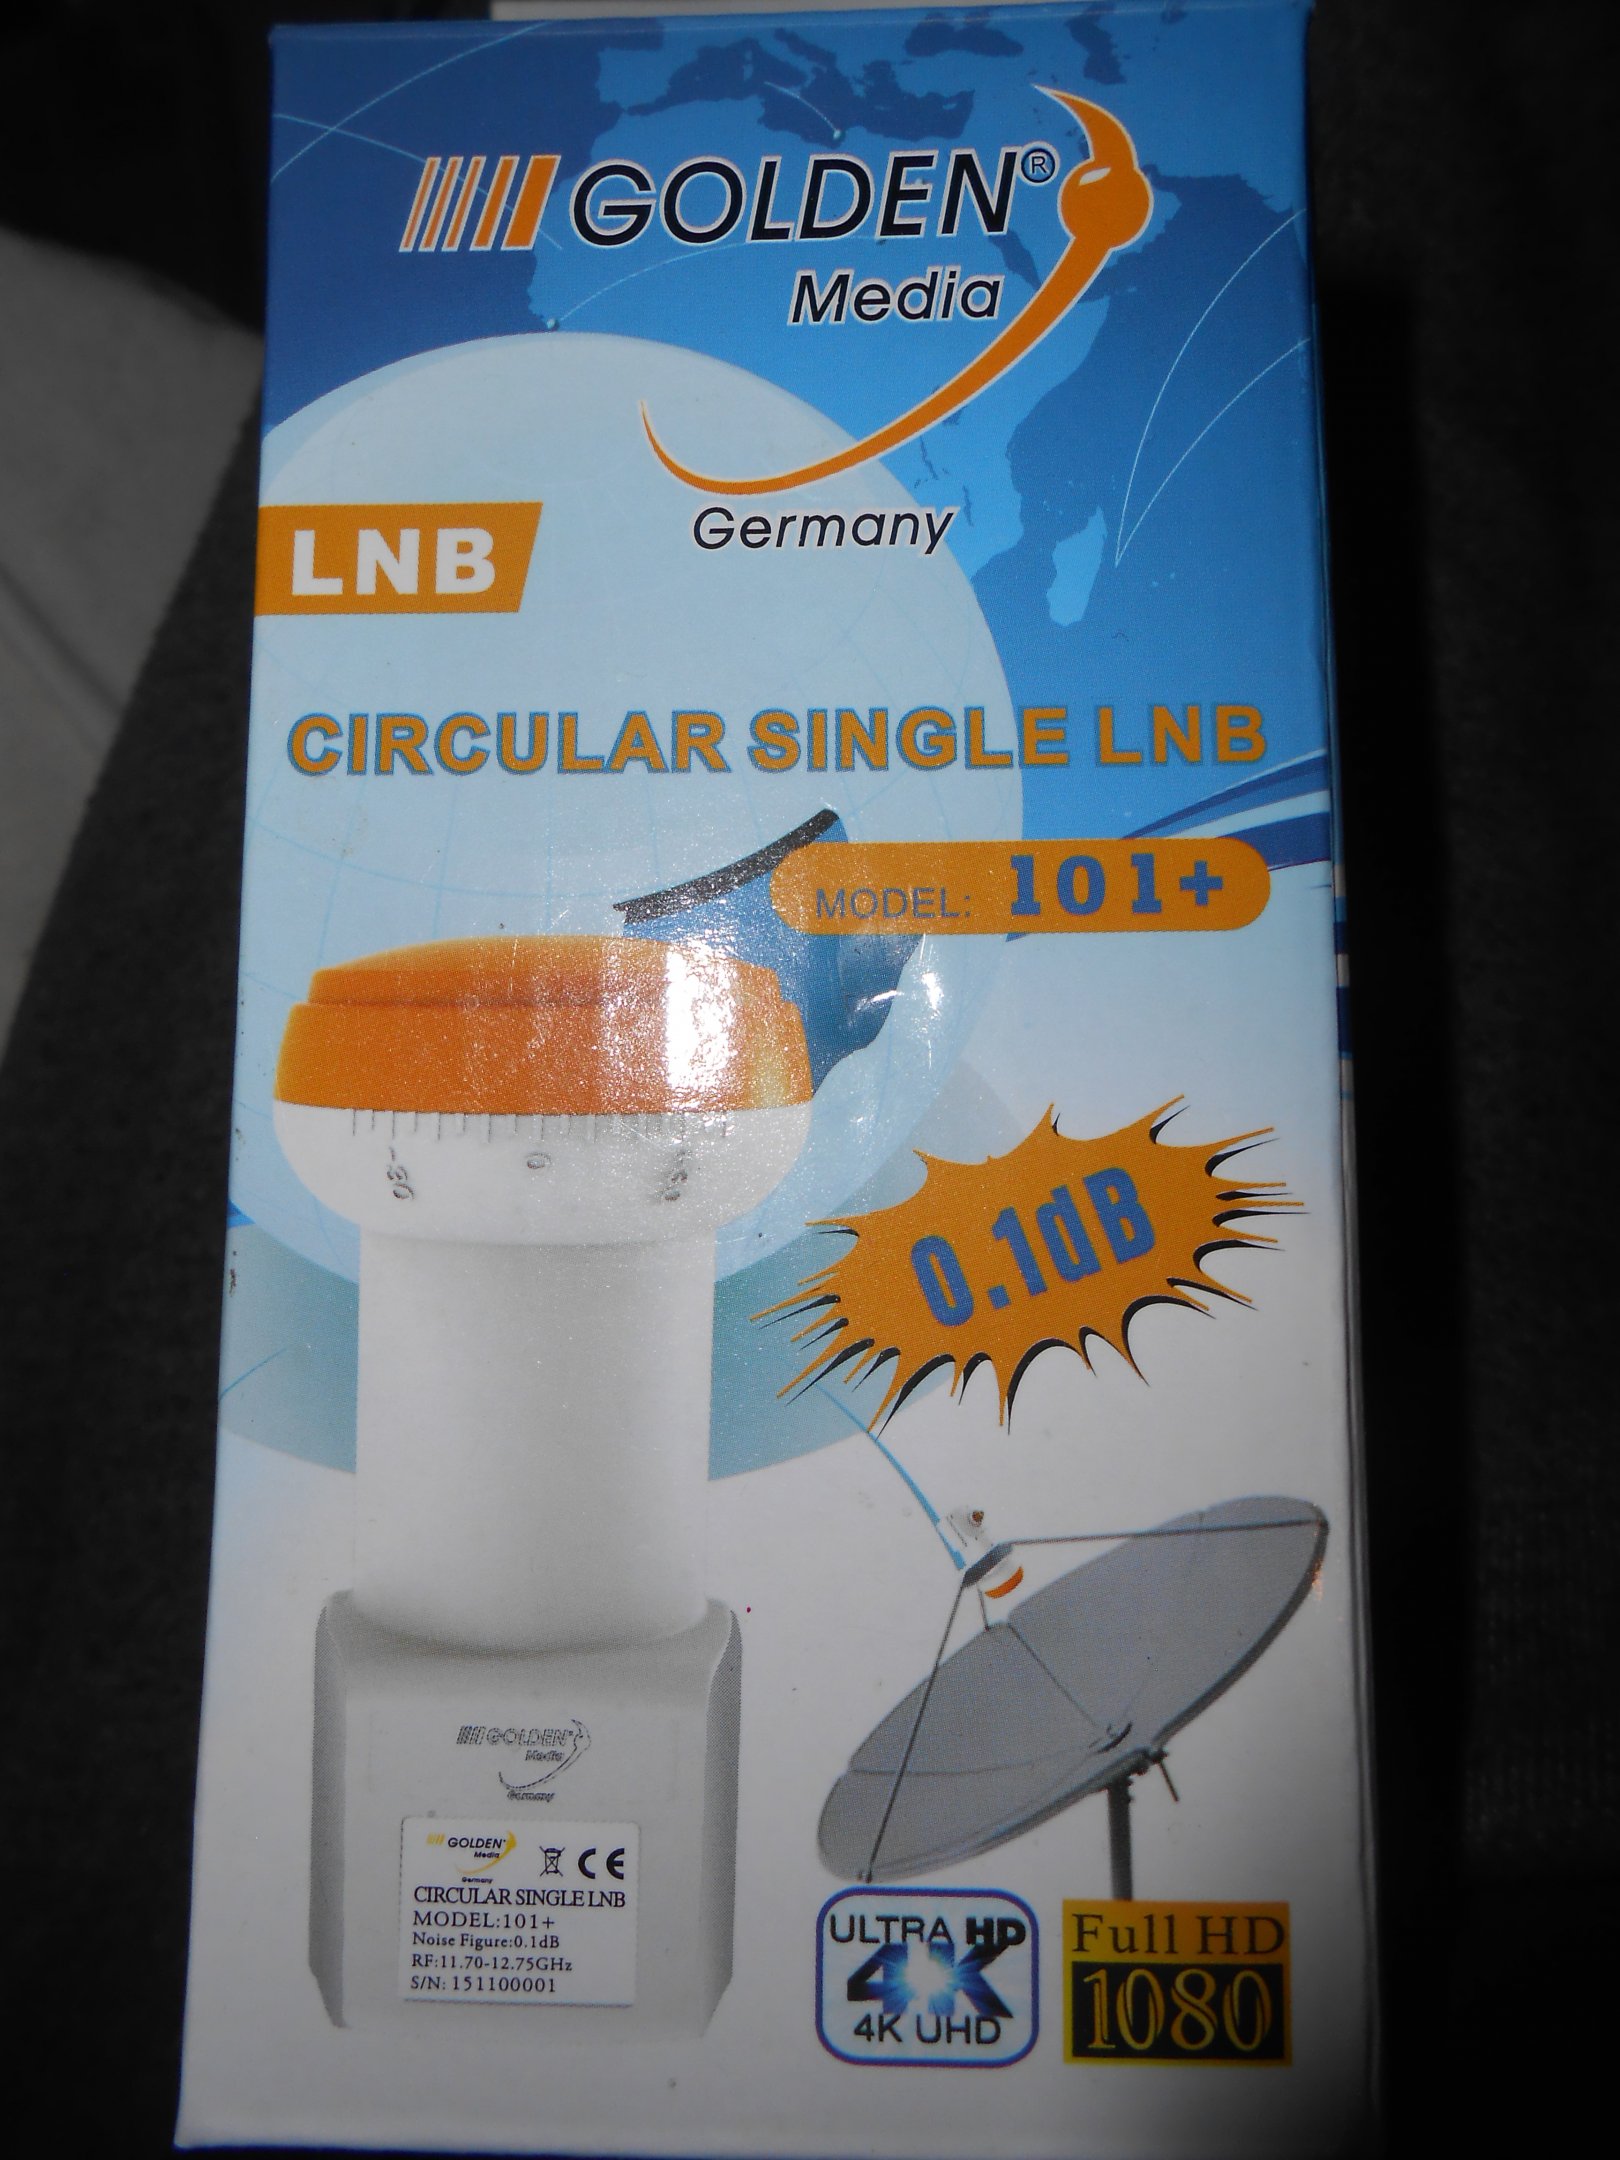 GOLDEN®
Media
Germany
LNB
CIRCULAR SINGLE LNB
MODEL: 101+
0.1dB
GOLDEN
Media
Germany
GOLDEN
Media
Germany
CE
CIRCULAR SINGLE LNB
MODEL:101+
Noise Figure:0.1dB
RF:11.70-12.75GHz
S/N: 151100001
ULTRA HD
4K
4K UHD
Full HD
1080